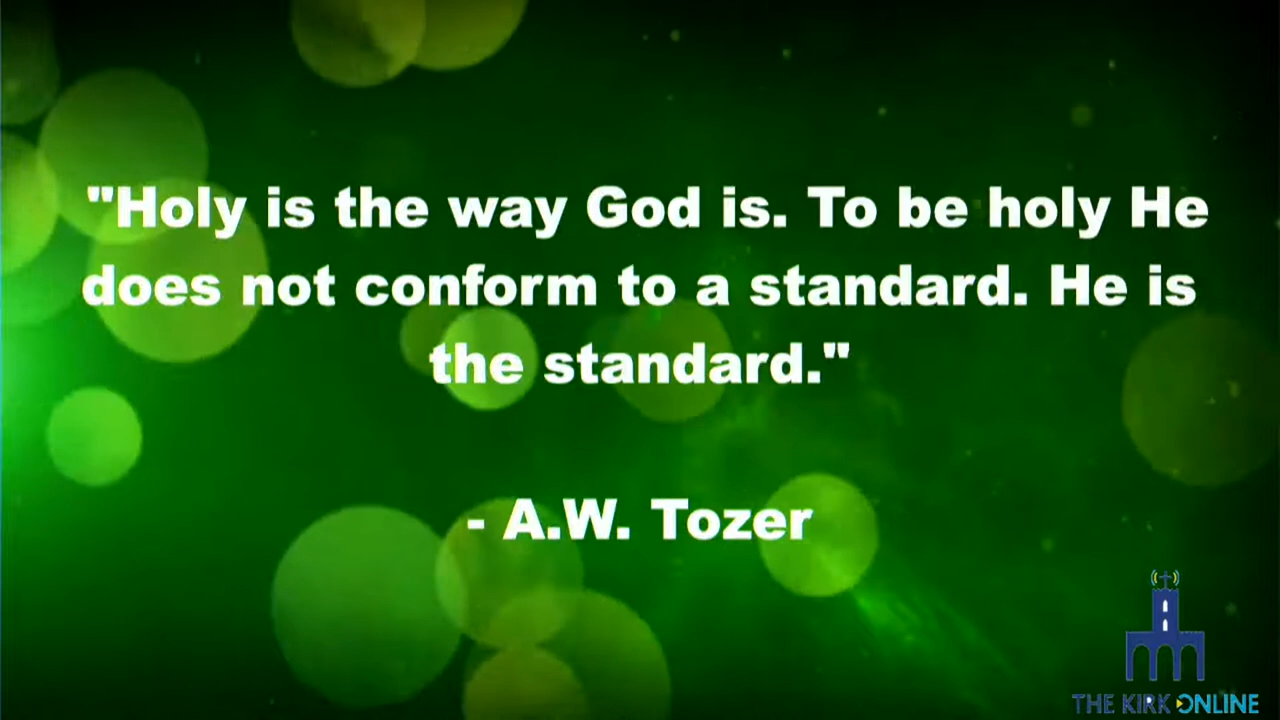 "Holy is the way God is. To be holy He
does not conform to a standard. He is
the standard."
- A.W. Tozer
THE KIRK ONLINE